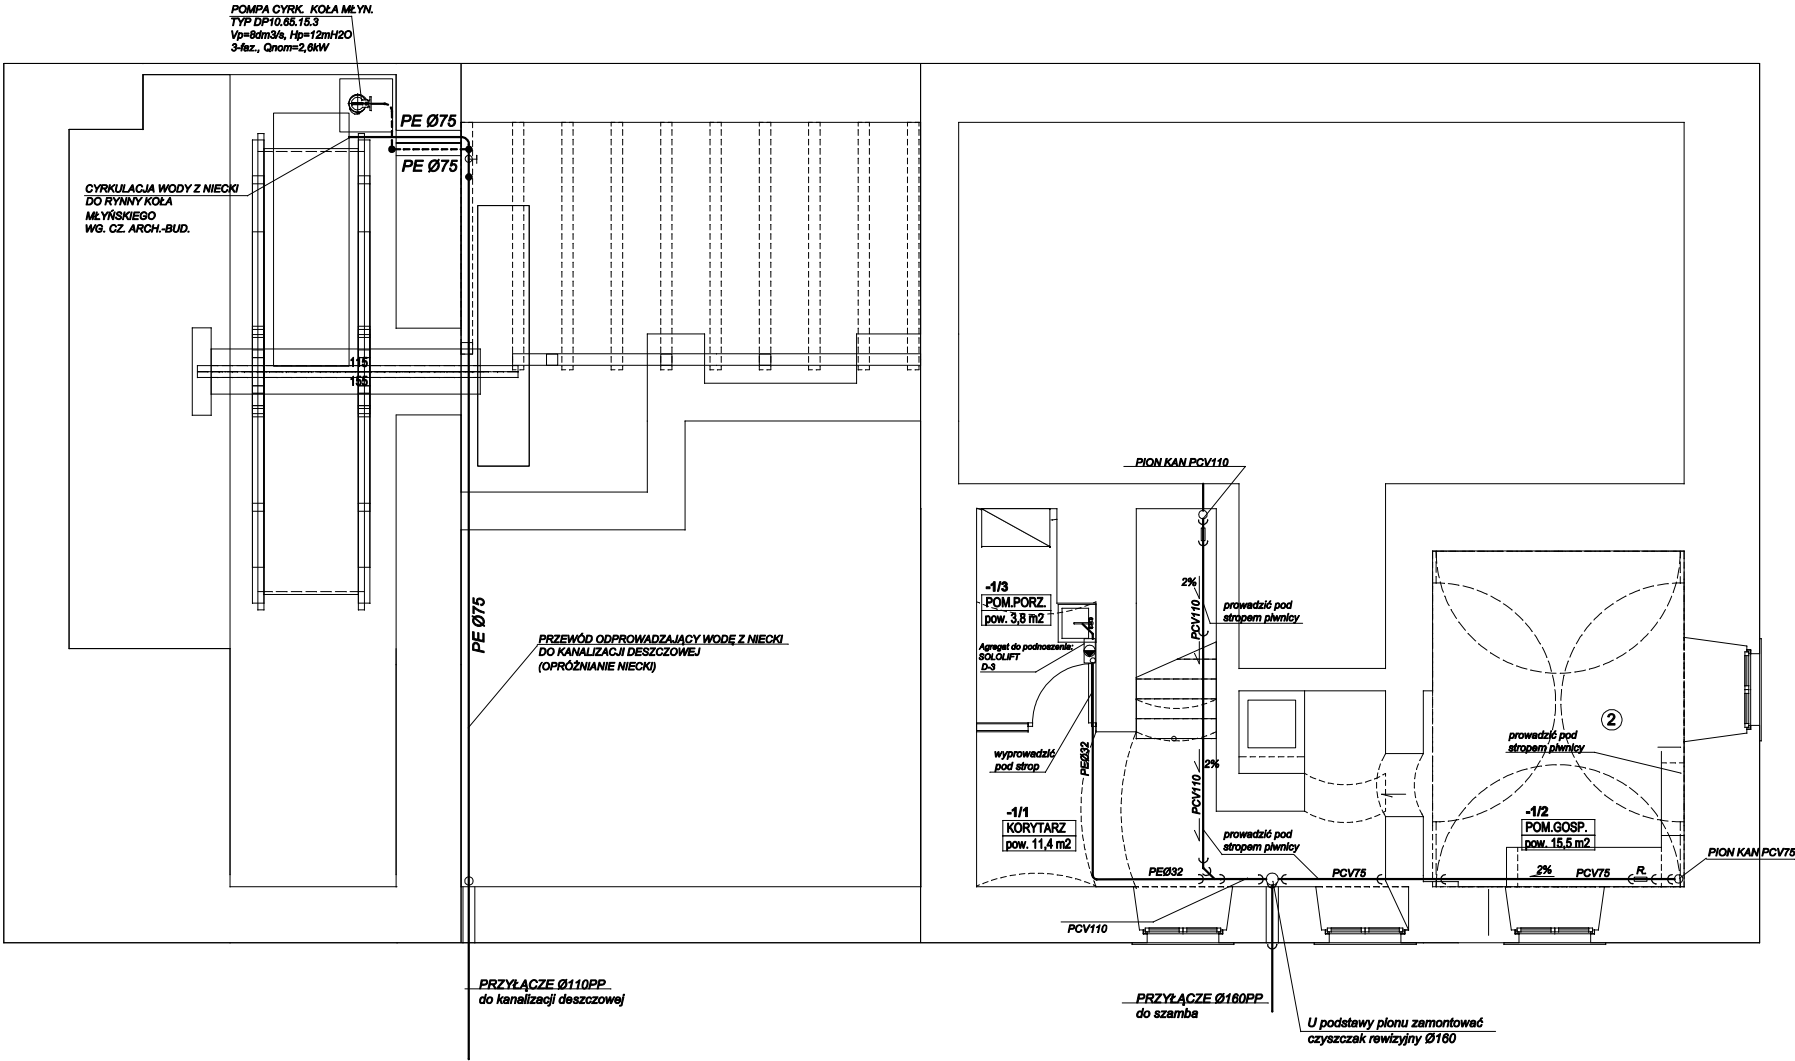 POMPA CYRK. KOŁA MŁYN.
TYP DP10.65.15.3
Vp=8dm3/s, Hp=12mH2O
3-faz., Qnom=2,6kW
PE Ø75
PE Ø75
CYRKULACJA WODY Z NIECKI
DO RYNNY KOŁA
MŁYŃSKIEGO
WG. CZ. ARCH.-BUD.
115
155
PE Ø75
PRZEWÓD ODPROWADZAJĄCY WODĘ Z NIECKI
DO KANALIZACJI DESZCZOWEJ
(OPRÓŻNIANIE NIECKI)
PRZYŁĄCZE Ø110PP
do kanalizacji deszczowej
PION KAN PCV110
-1/3
POM.PORZ.
pow. 3,8 m2
Agregat do podnoszenia:
SOLOLIFT
D-3
2%
PCV110
prowadzić pod
stropem piwnicy
wyprowadzić
pod strop
PEØ32
2%
PCV110
-1/1
KORYTARZ
pow. 11,4 m2
prowadzić pod
stropem piwnicy
2
prowadzić pod
stropem piwnicy
-1/2
POM.GOSP.
pow. 15,5 m2
PION KAN PCV75
PEØ32
PCV75
2%
PCV75
R.
PCV110
PRZYŁĄCZE Ø160PP
do szamba
U podstawy pionu zamontować
czyszczak rewizyjny Ø160